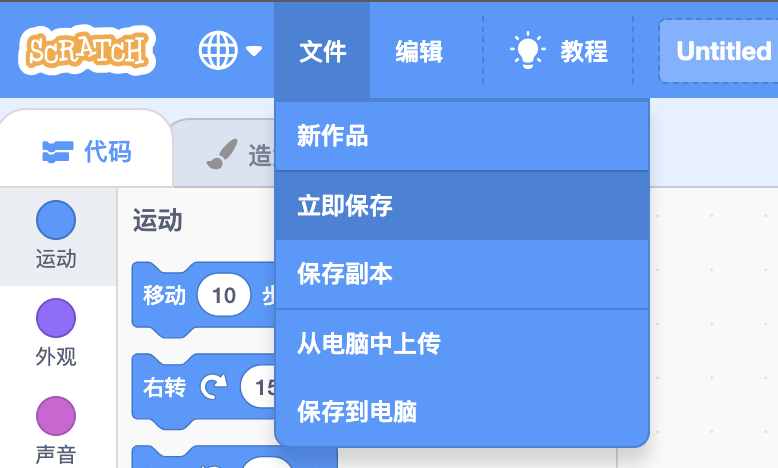 SCRATCH
文件
编辑
教程
Untitled
代码
造
新作品
立即保存
保存副本
从电脑中上传
保存到电脑
运动
运动
外观
声音
移动 10 步
右转 15